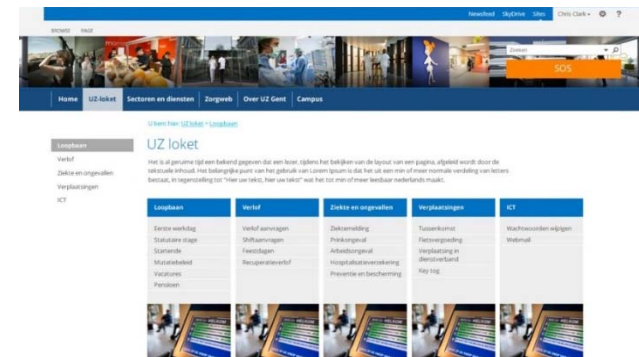 Newsfeed SkyDrive Sites Chris Clark ?
BROWSE PAGE
Zoeken
SOS
Home UZ-loket Sectoren en diensten Zorgweb Over UZ Gent Campus
U bent hier: UZ loket > Loopbaan
Loopbaan
Verlof
Ziekte en ongevallen
Verplaatsingen
ICT
UZ loket
Het is al geruime tijd een bekend gegeven dat een lezer, tijdens het bekijken van de layout van een pagina, afgeleid wordt door de
tekstuele inhoud. Het belangrijke punt van het gebruik van Lorem Ipsum is dat het uit een min of meer normale verdeling van letters
bestaat, in tegenstelling tot "Hier uw tekst, hier uw tekst" wat het tot min of meer leesbaar nederlands maakt.
Loopbaan
Eerste werkdag
Statutaire stage
Startende
Mutatiebeleid
Vacatures
Pensioen
Verlof
Verlof aanvragen
Shiftaanvragen
Feestdagen
Recuperatieverlof
Ziekte en ongevallen
Ziektemelding
Prikongeval
Arbeidsongeval
Hospitalisatieverzekering
Preventie en bescherming
Verplaatsingen
Tussenkomst
Fietsvergoeding
Verplaatsing in
dienstverband
Key tog
ICT
Wachtwoorden wijzigen
Webmail